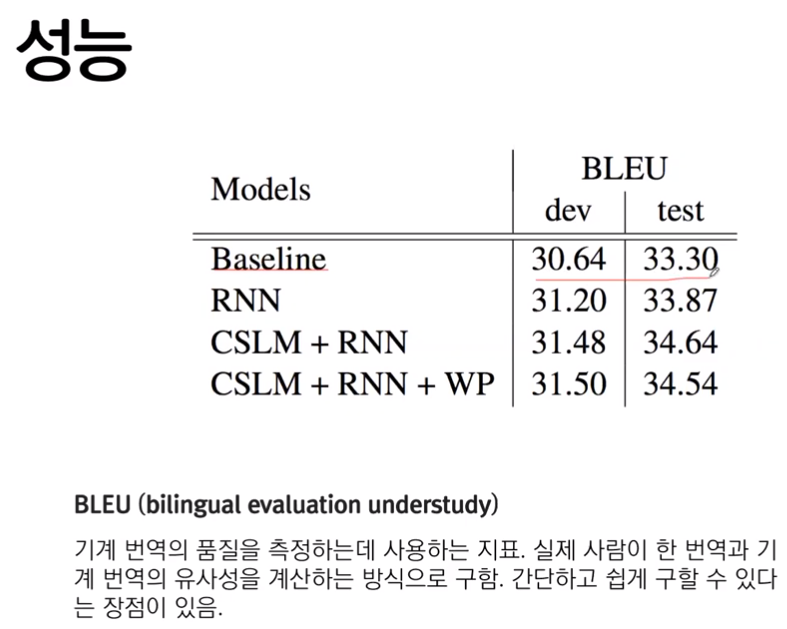 성능
Models
BLEU
dev test
Baseline 30.64 33.30
RNN 31.20 33.87
CSLM + RNN 31.48 34.64
CSLM + RNN + WP 31.50 34.54
BLEU (bilingual evaluation understudy)
기계 번역의 품질을 측정하는데 사용하는 지표. 실제 사람이 한 번역과 기
계 번역의 유사성을 계산하는 방식으로 구함. 간단하고 쉽게 구할 수 있다
는 장점이 있음.